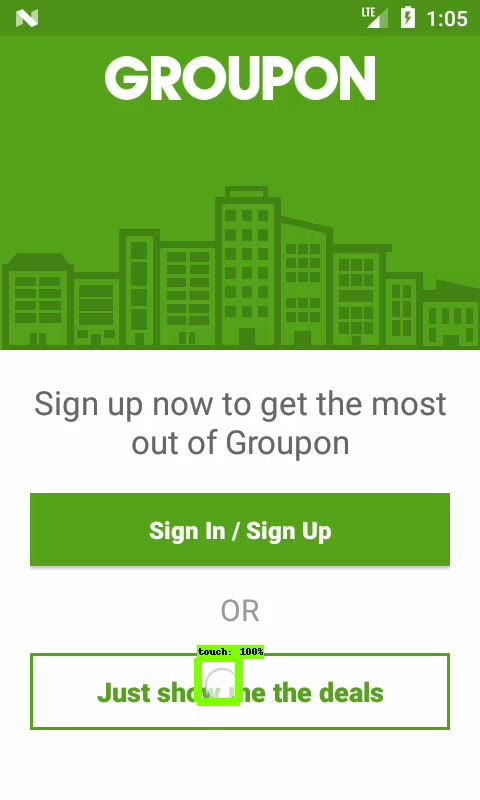 LTE 1:05
GROUPON
Sign up now to get the most
out of Groupon
Sign In / Sign Up
OR
touch: 100%
Just show me the deals